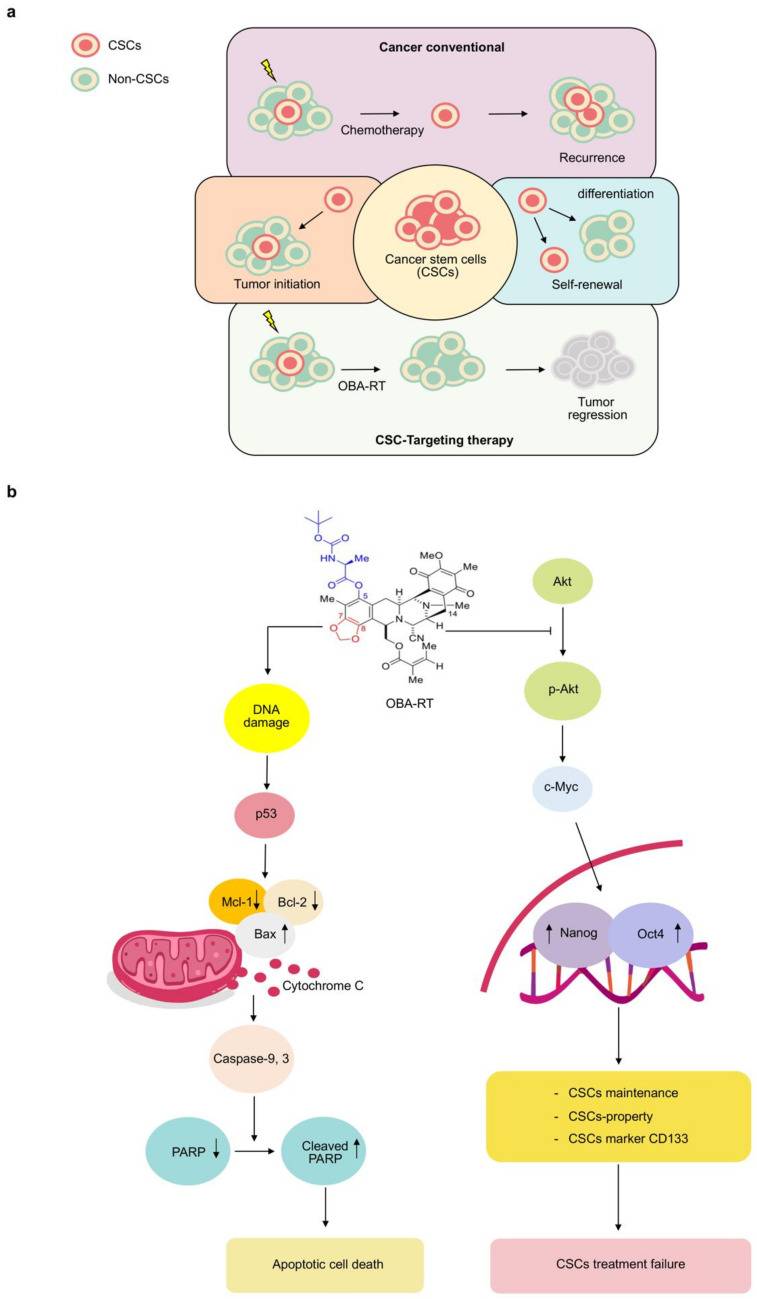 a
CSCs
Non-CSCs
Cancer conventional
Chemotherapy
Recurrence
Tumor initiation
Cancer stem cells
(CSCs)
differentiation
Self-renewal
OBA-RT
Tumor
regression
CSC-Targeting therapy
b
O
O
HN
Me
O
O
5
Me
7
8
O
O
H
N
N
Me
14
H
CN
MeO
Me
O
O
O
O
Me
H
Me
OBA-RT
DNA
damage
p53
Mcl-1
Bcl-2
Bax
Cytochrome C
Caspase-9, 3
PARP
Cleaved
PARP
Apoptotic cell death
Akt
p-Akt
c-Myc
Nanog
Oct4
- CSCs maintenance
- CSCs-property
- CSCs marker CD133
CSCs treatment failure